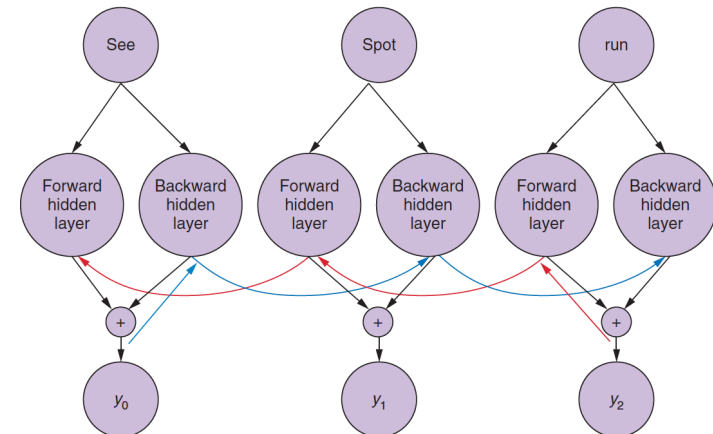 See
Spot
run
Forward
hidden
layer
Backward
hidden
layer
Forward
hidden
layer
Backward
hidden
layer
Forward
hidden
layer
Backward
hidden
layer
+
+
+
y0
y1
y2